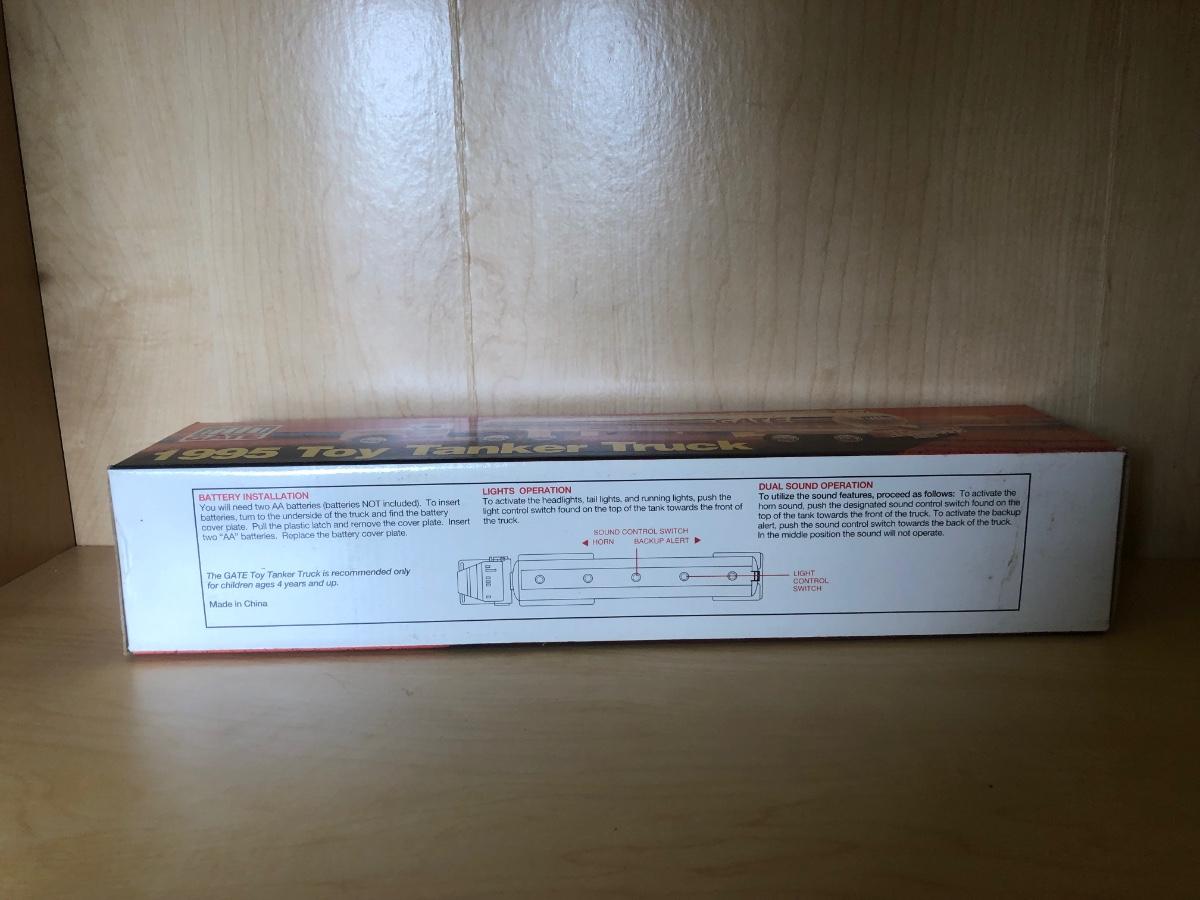 1995 Toy Tanker Truck
BATTERY INSTALLATION
You will need two AA batteries (batteries NOT included). To insert
batteries, turn to the underside of the truck and find the battery
cover plate. Pull the plastic latch and remove the cover plate. Insert
two "AA" batteries. Replace the battery cover plate.
The GATE Toy Tanker Truck is recommended only
for children ages 4 years and up.
Made in China
LIGHTS OPERATION
To activate the headlights, tail lights, and running lights, push the
light control switch found on the top of the tank towards the front of
the truck.
SOUND CONTROL SWITCH
HORN BACKUP ALERT
LIGHT
CONTROL
SWITCH
DUAL SOUND OPERATION
To utilize the sound features, proceed as follows: To activate the
horn sound, push the designated sound control switch found on the
top of the tank towards the front of the truck. To activate the backup
alert, push the sound control switch towards the back of the truck.
In the middle position the sound will not operate.